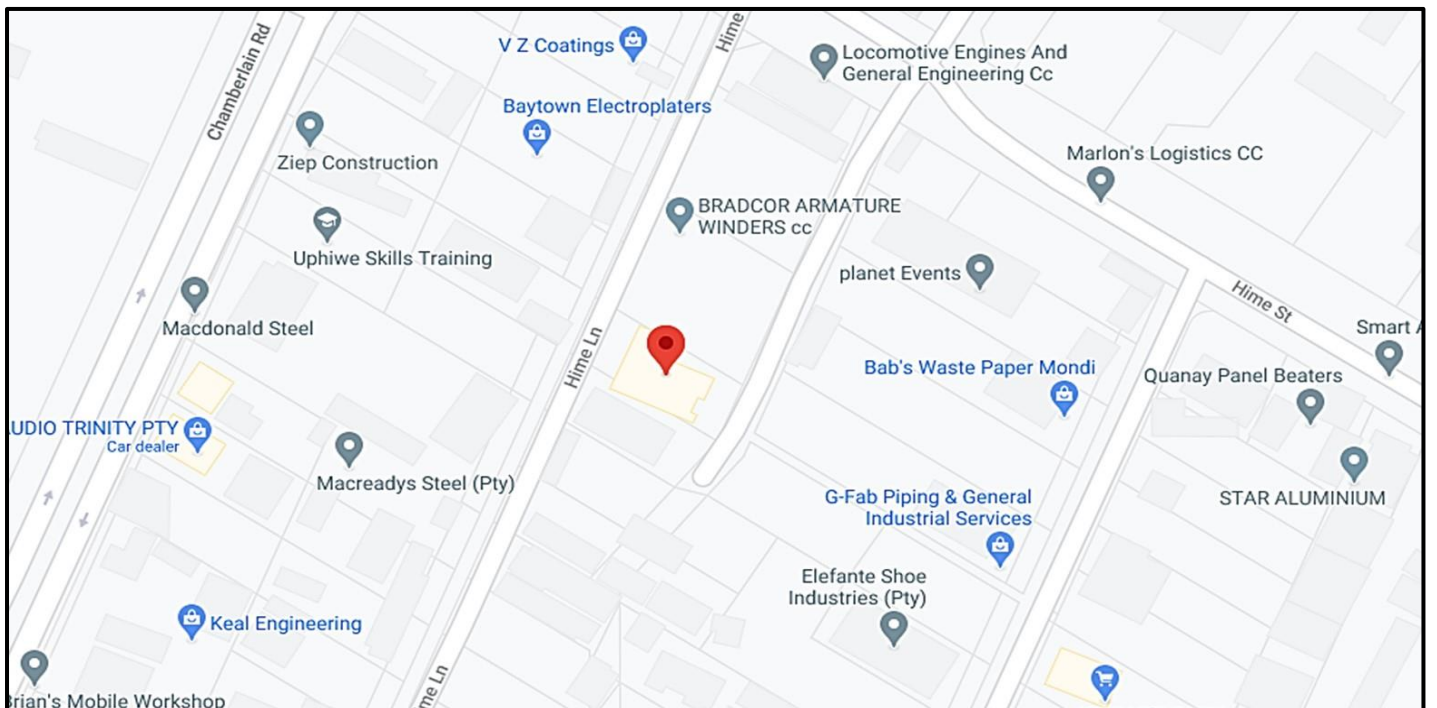 Chamberlain Rd
V Z Coatings
Hime
Locomotive Engines And
General Engineering Cc
Baytown Electroplaters
Ziep Construction
Marlon's Logistics CC
BRADCOR ARMATURE
WINDERS cc
Uphiwe Skills Training
planet Events
Macdonald Steel
Hime St
Smart A
Hime Ln
Bab's Waste Paper Mondi
Quanay Panel Beaters
UDIO TRINITY PTY
Car dealer
Macreadys Steel (Pty)
G-Fab Piping & General
Industrial Services
STAR ALUMINIUM
Elefante Shoe
Industries (Pty)
Keal Engineering
Brian's Mobile Workshop
me Ln